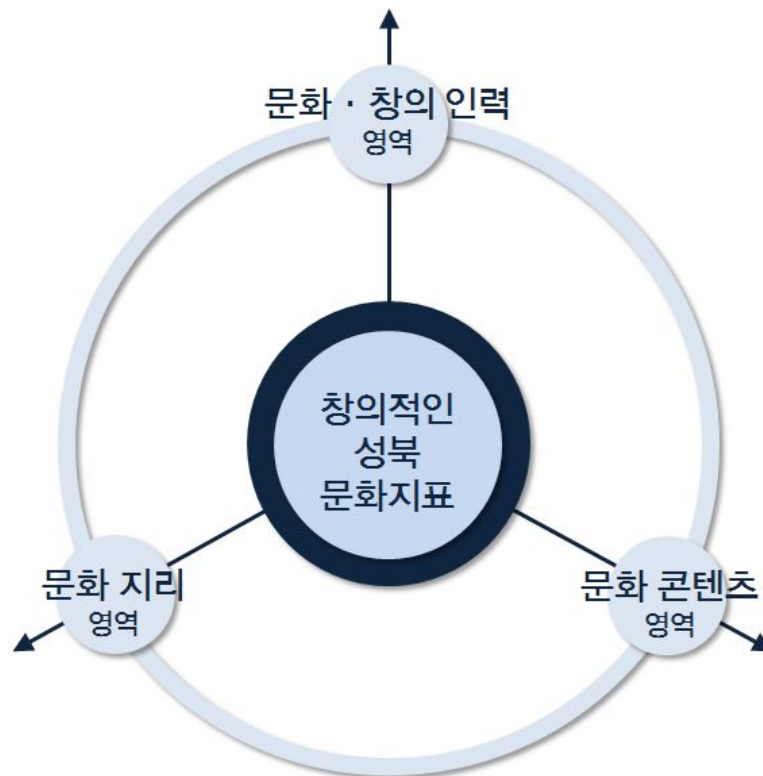 문화 · 창의 인력
영역
창의적인
성북
문화지표
문화 지리
영역
문화 콘텐츠
영역